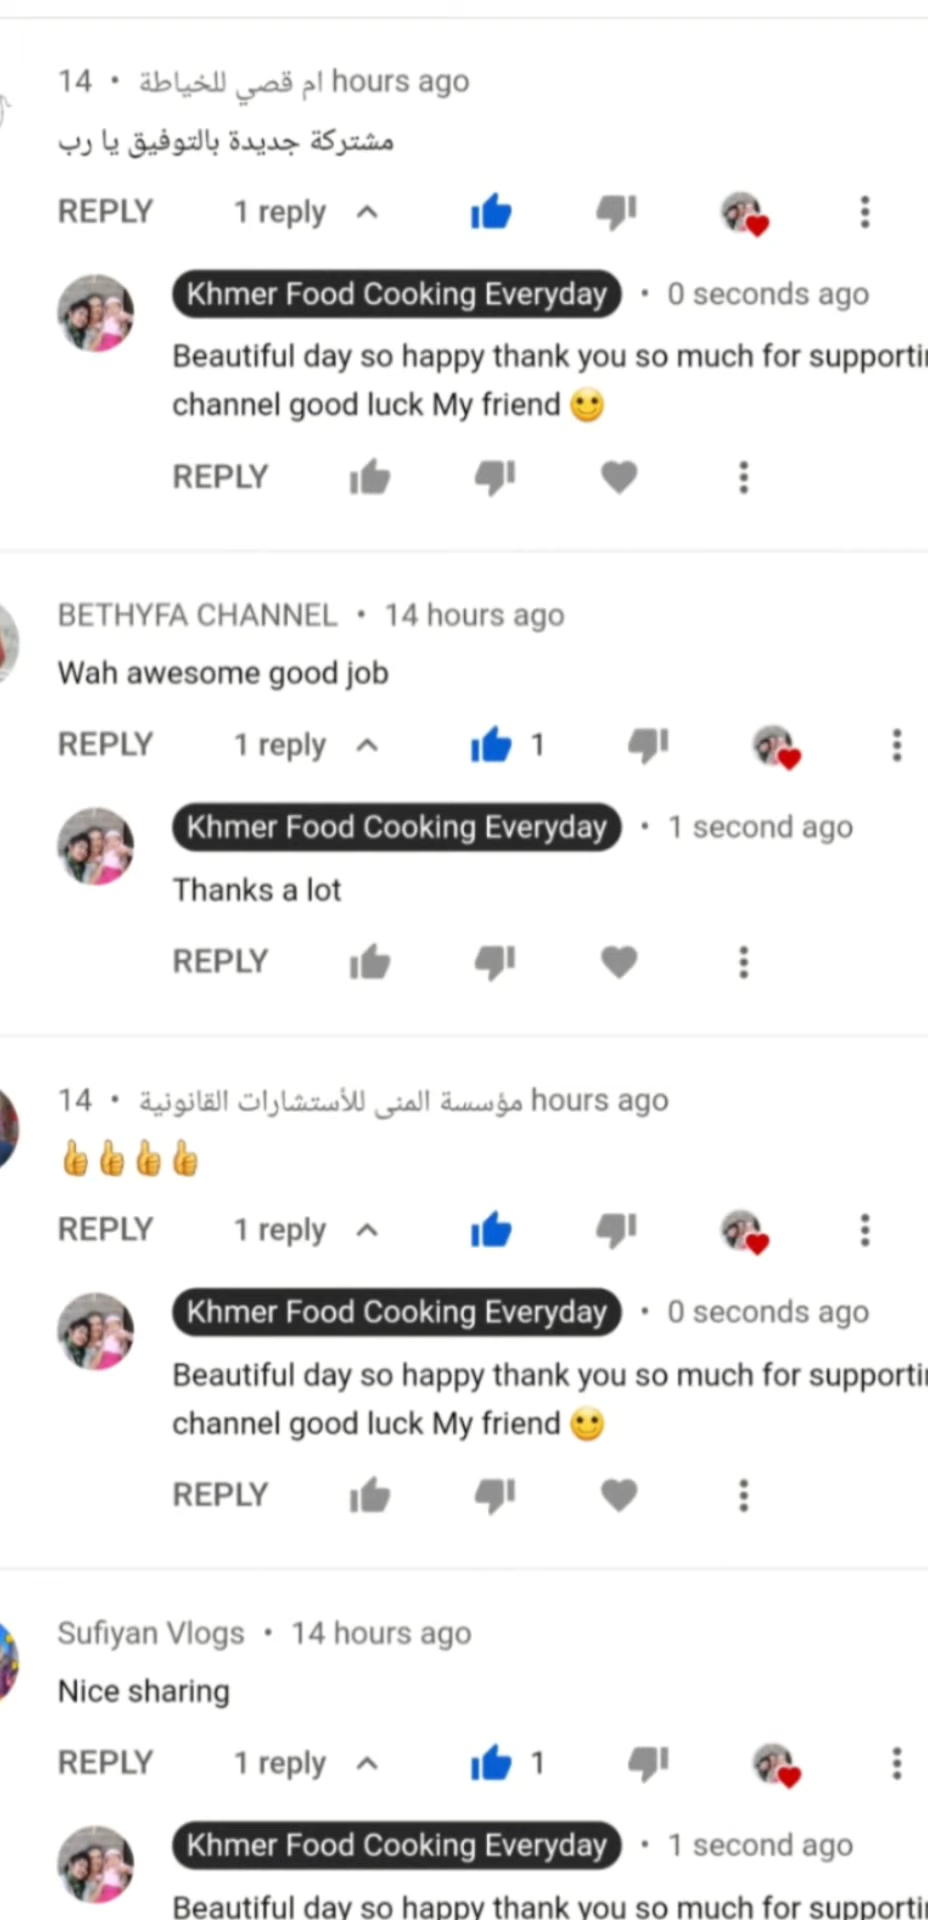 ام قصي للخياطة • 14 hours ago
مشتركة جديدة بالتوفيق يا رب
REPLY 1 reply
Khmer Food Cooking Everyday • 0 seconds ago
Beautiful day so happy thank you so much for
channel good luck My friend 🙂
REPLY
BETHYFA CHANNEL • 14 hours ago
Wah awesome good job
REPLY 1 reply 1
Khmer Food Cooking Everyday • 1 second ago
Thanks a lot
REPLY
مؤسسة المنى للأستشارات القانونية • 14 hours ago
👍👍👍👍
REPLY 1 reply
Khmer Food Cooking Everyday • 0 seconds ago
Beautiful day so happy thank you so much for
channel good luck My friend 🙂
REPLY
Sufiyan Vlogs • 14 hours ago
Nice sharing
REPLY 1 reply 1
Khmer Food Cooking Everyday • 1 second ago
Beautiful day so happy thank you so much for